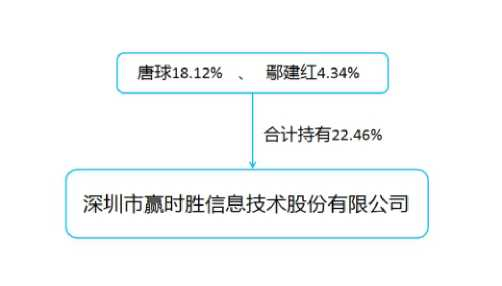 唐球18.12% 、 鄢建红4.34%
合计持有22.46%
深圳市赢时胜信息技术股份有限公司